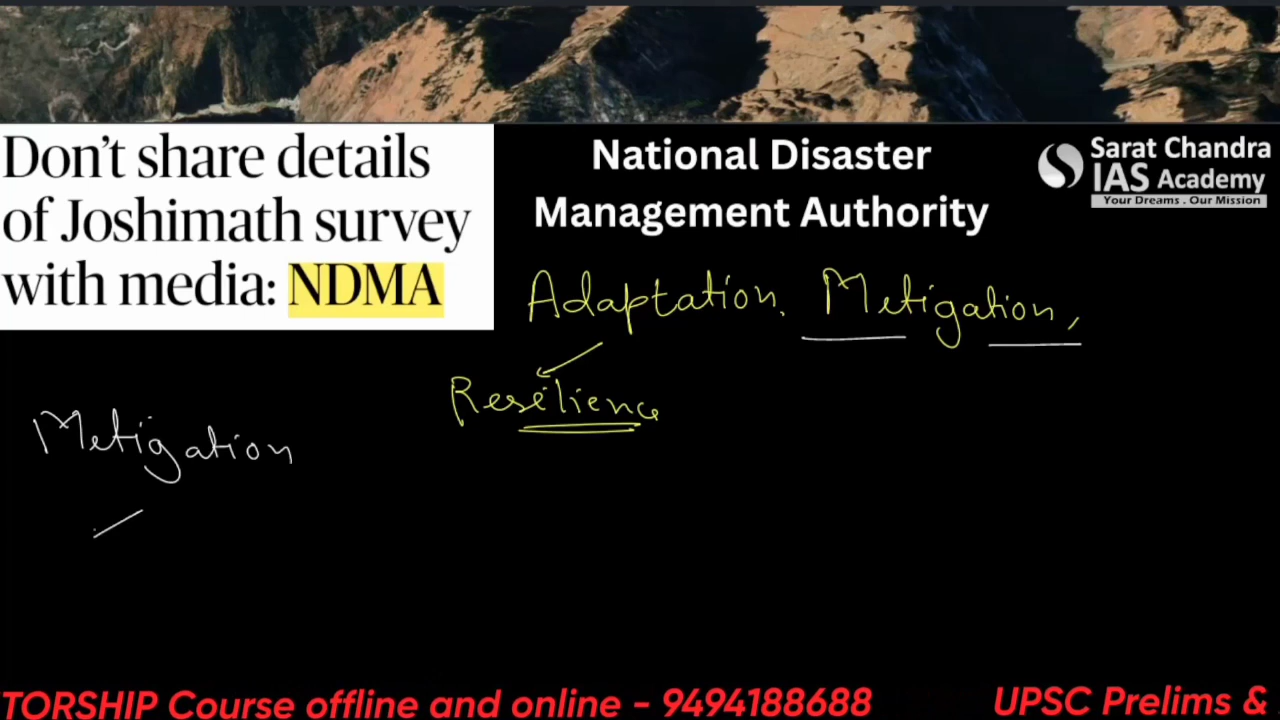 Don't share details
of Joshimath survey
with media: NDMA
National Disaster
Management Authority
Sarat Chandra
IAS Academy
Your Dreams . Our Mission
Adaptation, Metigation,
Resilience
Metigation
TORSHIP Course offline and online - 9494188688 UPSC Prelims &